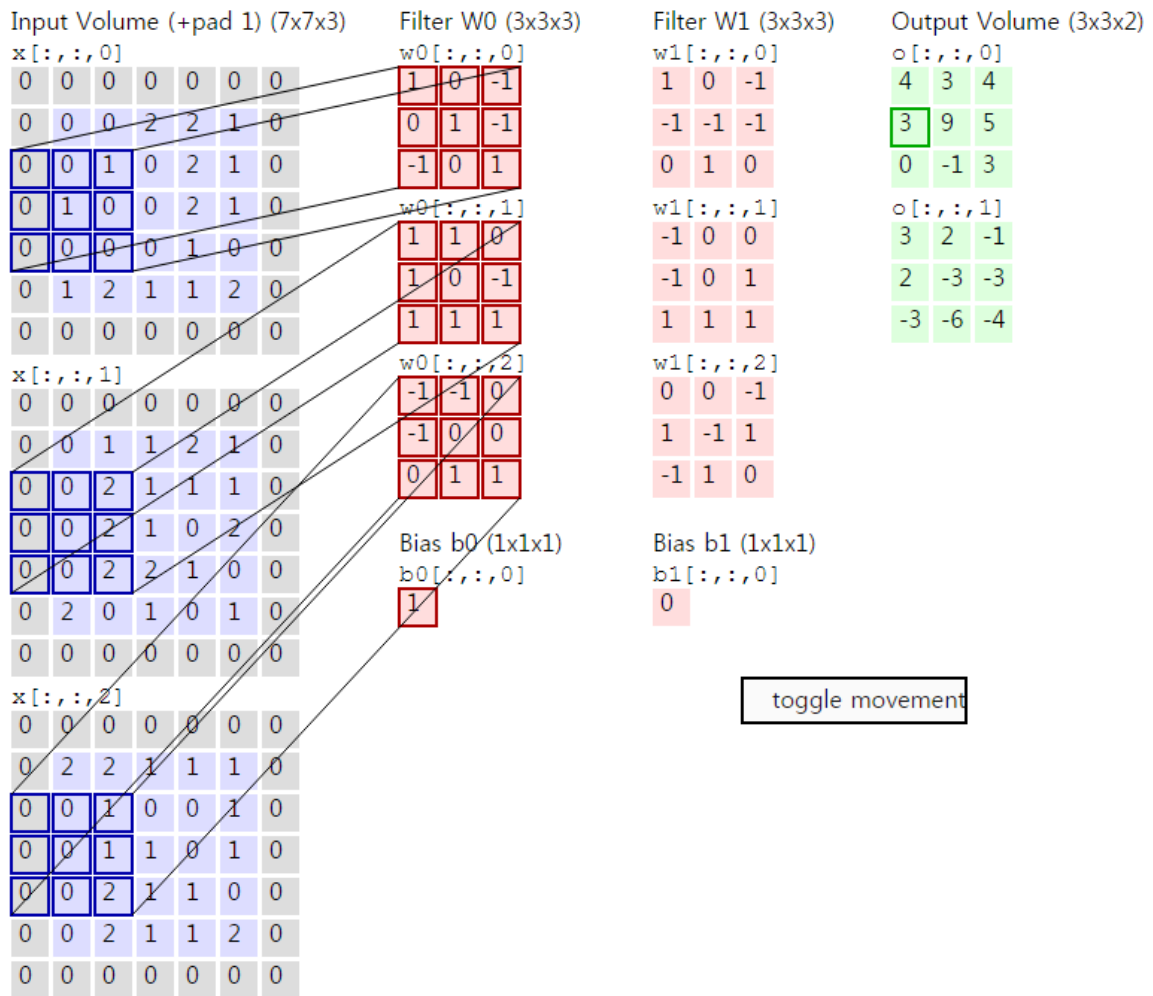 Input Volume (+pad 1) (7x7x3)
x[:,:,0]
0 0 0 0 0 0 0
0 0 0 2 2 1 0
0 0 1 0 2 1 0
0 1 0 0 2 1 0
0 0 0 0 1 0 0
0 1 2 1 1 2 0
0 0 0 0 0 0 0
x[:,:,1]
0 0 0 0 0 0 0
0 0 1 1 2 1 0
0 0 2 1 1 1 0
0 0 2 1 0 2 0
0 0 2 2 1 0 0
0 2 0 1 0 1 0
0 0 0 0 0 0 0
x[:,:,2]
0 0 0 0 0 0 0
0 2 2 1 1 1 0
0 0 1 0 0 1 0
0 0 1 1 0 1 0
0 0 2 1 1 0 0
0 0 2 1 1 2 0
0 0 0 0 0 0 0
Filter W0 (3x3x3)
w0[:,:,0]
1 0 -1
0 1 -1
-1 0 1
w0[:,:,1]
1 1 0
1 0 -1
1 1 1
w0[:,:,2]
-1 -1 0
-1 0 0
0 1 1
Bias b0 (1x1x1)
b0[:,:,0]
1
Filter W1 (3x3x3)
w1[:,:,0]
1 0 -1
-1 -1 -1
0 1 0
w1[:,:,1]
-1 0 0
-1 0 1
1 1 1
w1[:,:,2]
0 0 -1
1 -1 1
-1 1 0
Bias b1 (1x1x1)
b1[:,:,0]
0
Output Volume (3x3x2)
o[:,:,0]
4 3 4
3 9 5
0 -1 3
o[:,:,1]
3 2 -1
2 -3 -3
-3 -6 -4
toggle movement